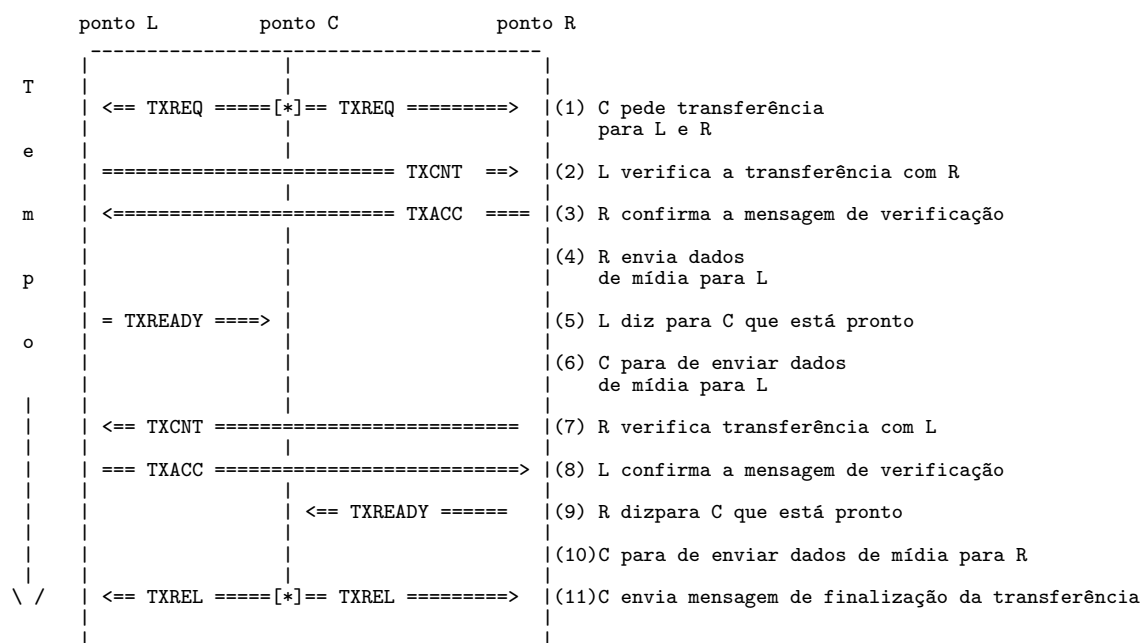 ponto L ponto C ponto R
T
<== TXREQ =====[*]== TXREQ =========> (1) C pede transferência
para L e R
e
========================= TXCNT ==> (2) L verifica a transferência com R
m <========================= TXACC ==== (3) R confirma a mensagem de verificação
(4) R envia dados
p de mídia para L
= TXREADY ====> (5) L diz para C que está pronto
o
(6) C para de enviar dados
de mídia para L
<== TXCNT =========================== (7) R verifica transferência com L
=== TXACC ===========================> (8) L confirma a mensagem de verificação
<== TXREADY ====== (9) R dizpara C que está pronto
(10)C para de enviar dados de mídia para R
\ / <== TXREL =====[*]== TXREL =========> (11)C envia mensagem de finalização da transferência